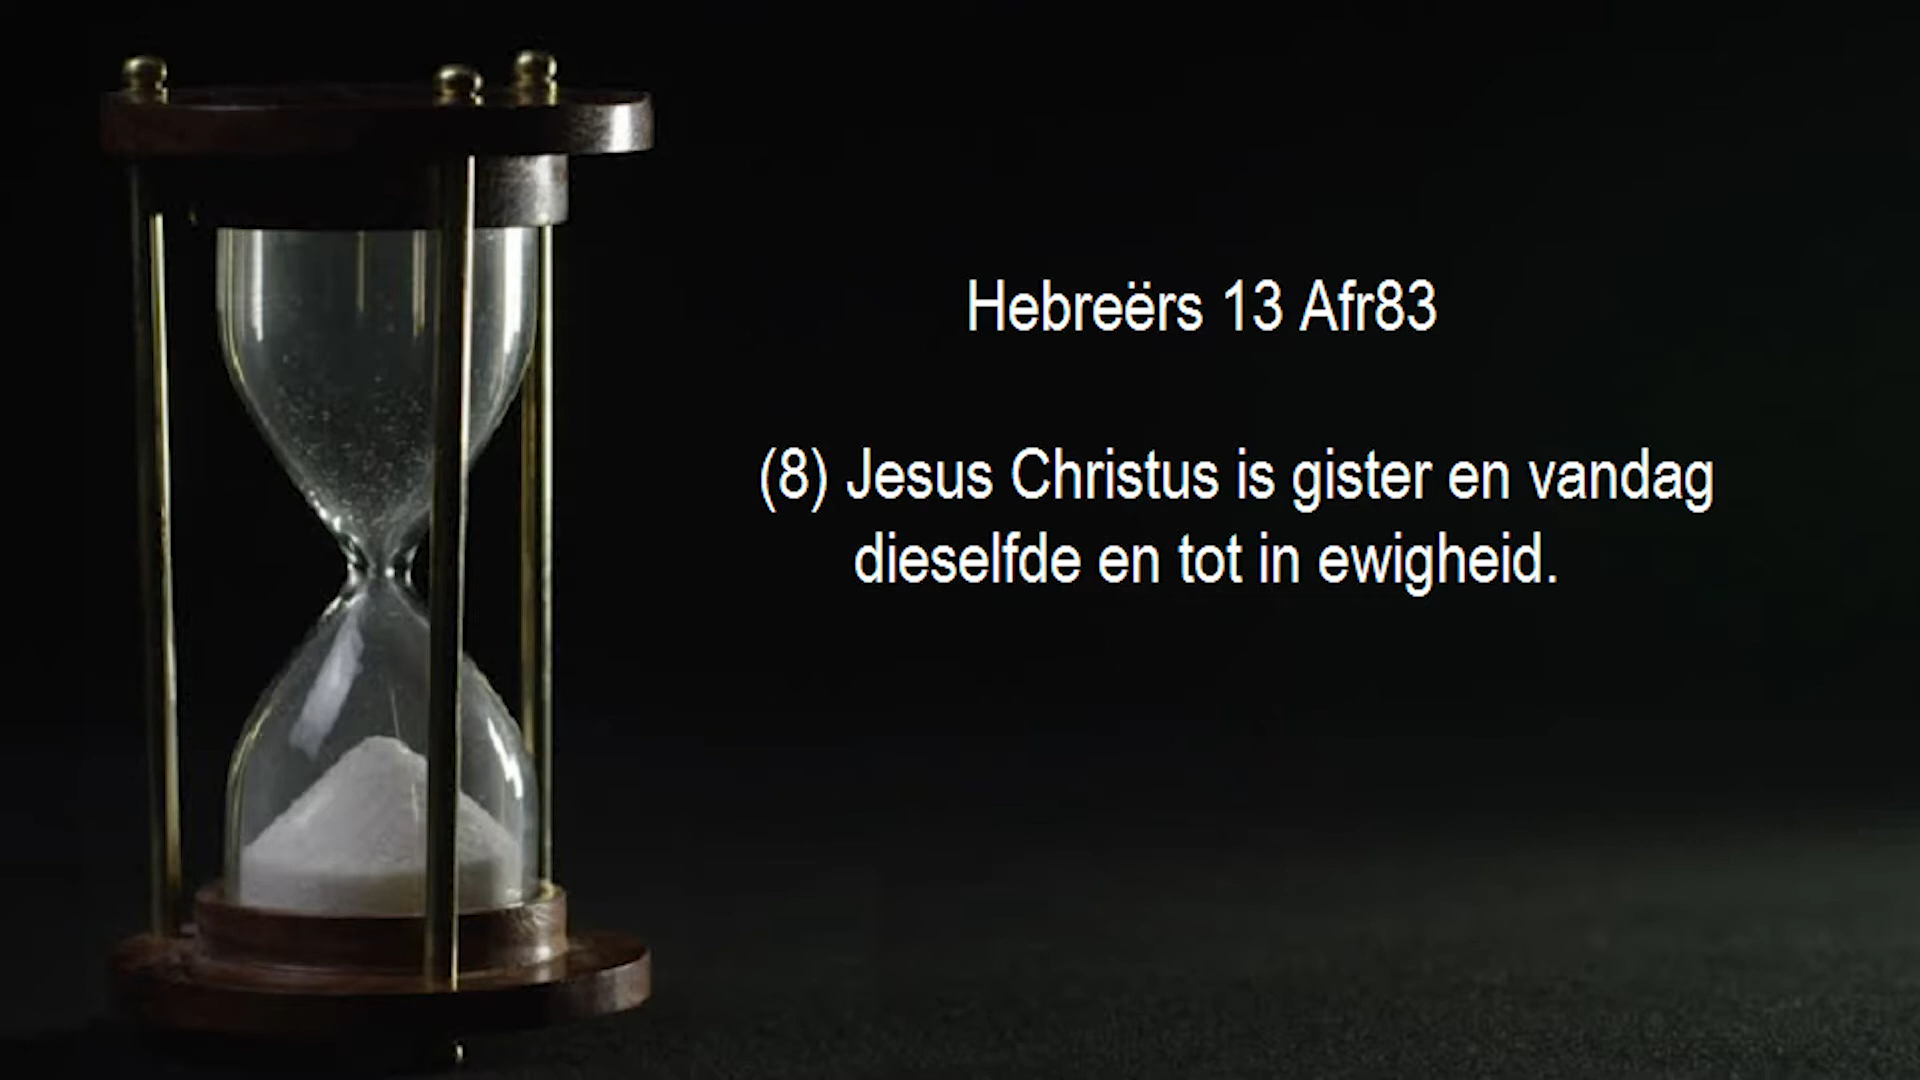 Hebreërs 13 Afr83
(8) Jesus Christus is gister en vandag
dieselfde en tot in ewigheid.